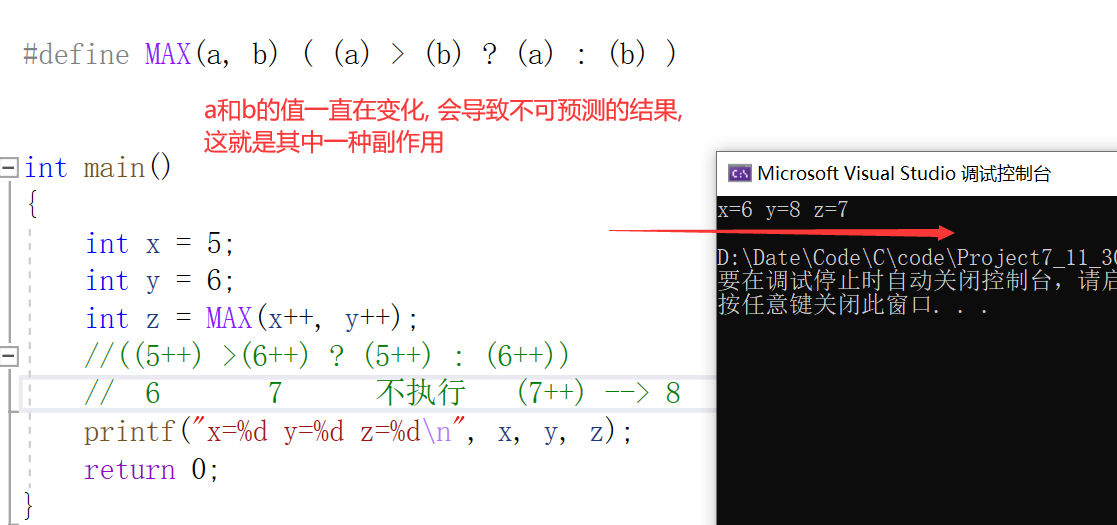 #define MAX(a, b) ( (a) > (b) ? (a) : (b) )
a和b的值一直在变化, 会导致不可预测的结果,
这就是其中一种副作用
int main()
{
int x = 5;
int y = 6;
int z = MAX(x++, y++);
//((5++) >(6++) ? (5++) : (6++))
// 6 7 不执行 (7++) --> 8
printf("x=%d y=%d z=%d\n", x, y, z);
return 0;
}
C:\ Microsoft Visual Studio 调试控制台
x=6 y=8 z=7
D:\Date\Code\C\code\Project7_11_30
要在调试停止时自动关闭控制台，请启
按任意键关闭此窗口. . .